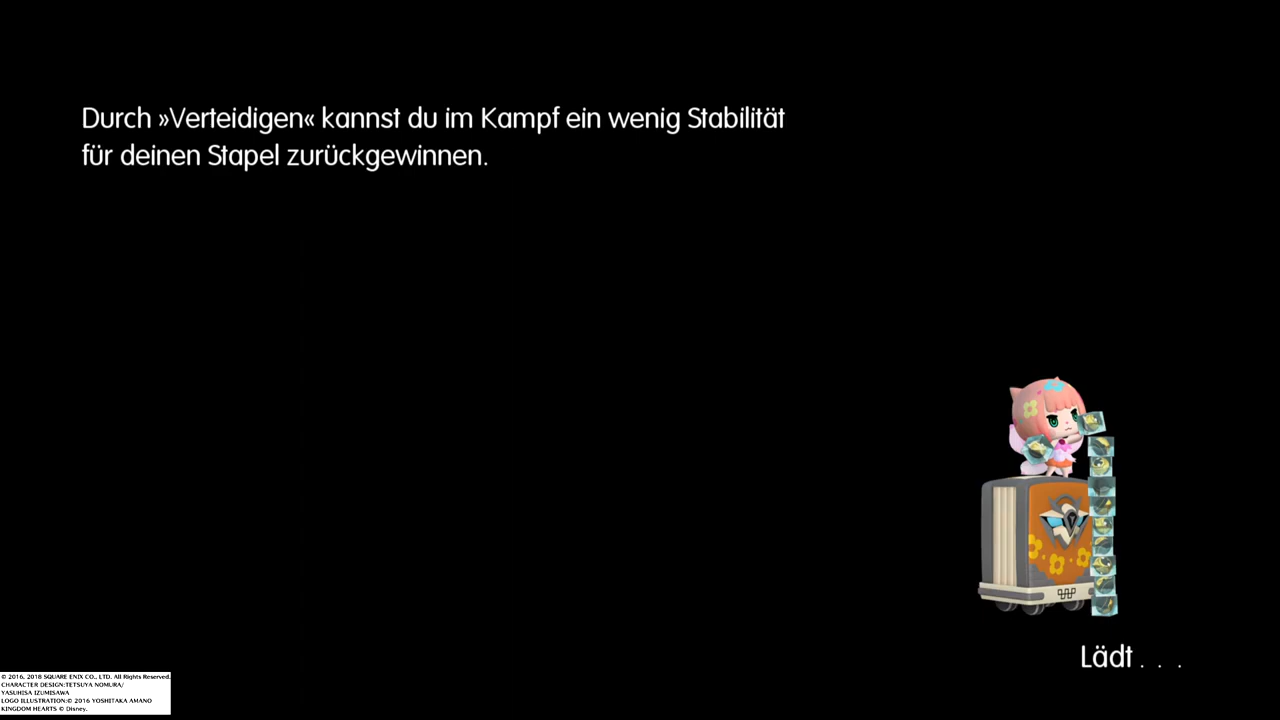 Durch »Verteidigen« kannst du im Kampf ein wenig Stabilität
für deinen Stapel zurückgewinnen.
Lädt . . .
© 2016, 2018 SQUARE ENIX CO., LTD. All Rights Reserved.
CHARACTER DESIGN:TETSUYA NOMURA/
YASUHISA IZUMISAWA
LOGO ILLUSTRATION:© 2016 YOSHITAKA AMANO
KINGDOM HEARTS © Disney.